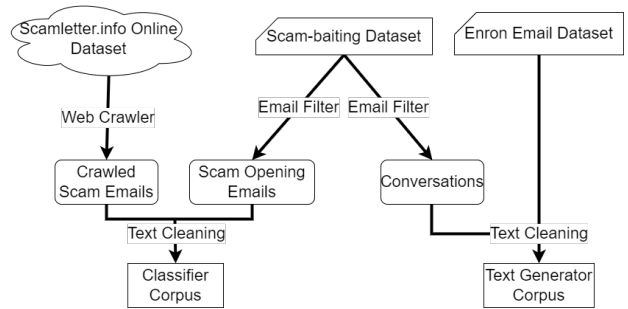 Scamletter.info Online
Dataset
Scam-baiting Dataset
Enron Email Dataset
Web Crawler
Email Filter
Email Filter
Crawled
Scam Emails
Scam Opening
Emails
Conversations
Text Cleaning
Text Cleaning
Classifier
Corpus
Text Generator
Corpus